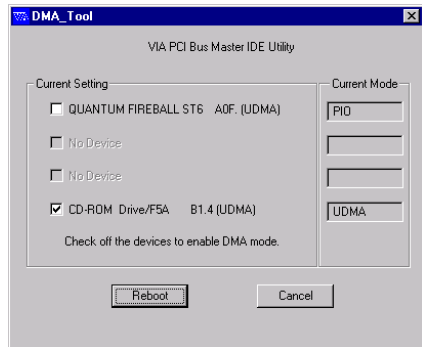 VIA DMA_Tool
VIA PCI Bus Master IDE Utility
Current Setting
Current Mode
QUANTUM FIREBALL ST6 A0F. (UDMA)
PIO
No Device
No Device
CD-ROM Drive/F5A B1.4 (UDMA)
UDMA
Check off the devices to enable DMA mode.
Reboot
Cancel